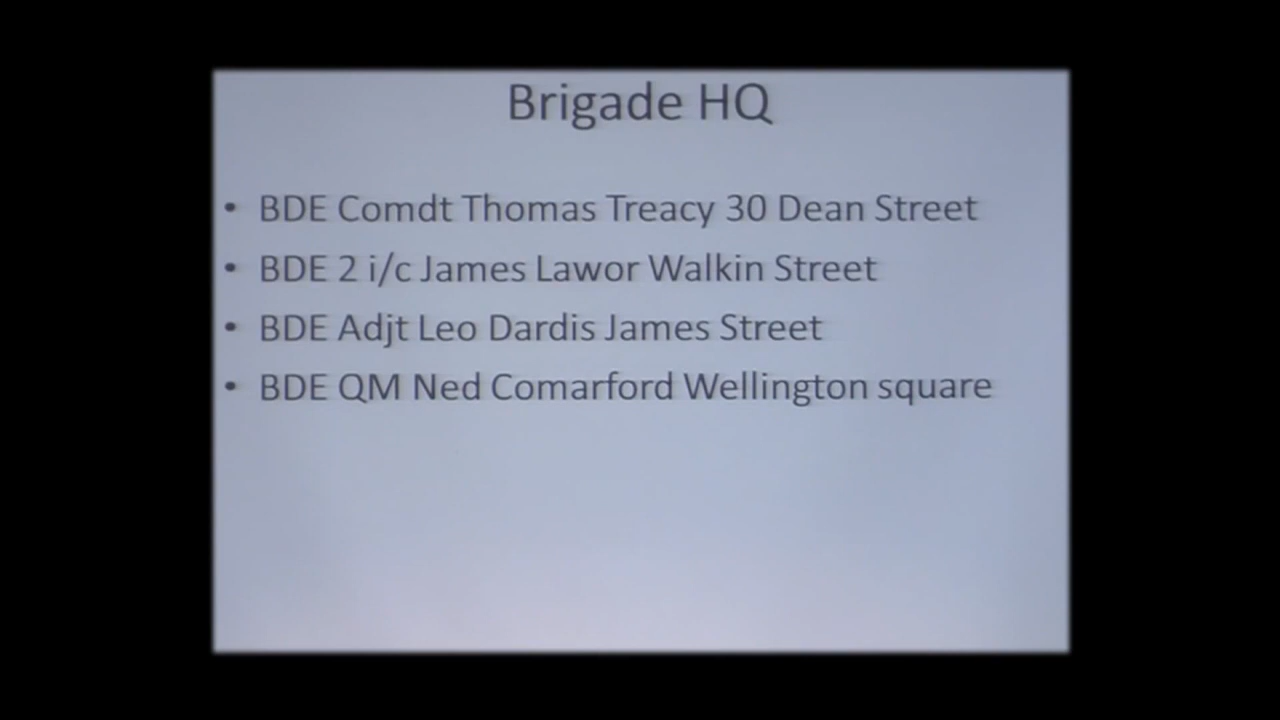 Brigade HQ
• BDE Comdt Thomas Treacy 30 Dean Street
• BDE 2 i/c James Lawor Walkin Street
• BDE Adjt Leo Dardis James Street
• BDE QM Ned Comarford Wellington square